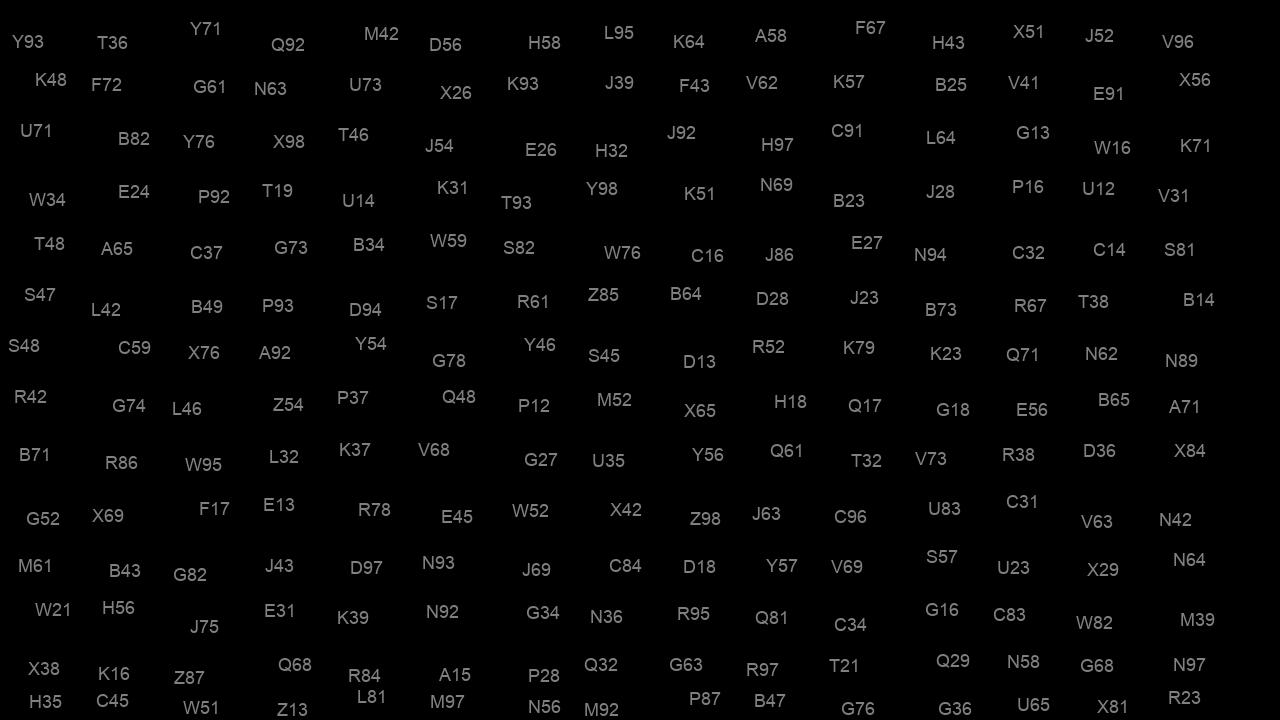 Y93 T36 Y71 Q92 M42 D56 H58 L95 K64 A58 F67 H43 X51 J52 V96
K48 F72 G61 N63 U73 X26 K93 J39 F43 V62 K57 B25 V41 E91 X56
U71 B82 Y76 X98 T46 J54 E26 H32 J92 H97 C91 L64 G13 W16 K71
W34 E24 P92 T19 U14 K31 T93 Y98 K51 N69 B23 J28 P16 U12 V31
T48 A65 C37 G73 B34 W59 S82 W76 C16 J86 E27 N94 C32 C14 S81
S47 L42 B49 P93 D94 S17 R61 Z85 B64 D28 J23 B73 R67 T38 B14
S48 C59 X76 A92 Y54 G78 Y46 S45 D13 R52 K79 K23 Q71 N62 N89
R42 G74 L46 Z54 P37 Q48 P12 M52 X65 H18 Q17 G18 E56 B65 A71
B71 R86 W95 L32 K37 V68 G27 U35 Y56 Q61 T32 V73 R38 D36 X84
G52 X69 F17 E13 R78 E45 W52 X42 Z98 J63 C96 U83 C31 V63 N42
M61 B43 G82 J43 D97 N93 J69 C84 D18 Y57 V69 S57 U23 X29 N64
W21 H56 J75 E31 K39 N92 G34 N36 R95 Q81 C34 G16 C83 W82 M39
X38 K16 Z87 Q68 R84 A15 P28 Q32 G63 R97 T21 Q29 N58 G68 N97
H35 C45 W51 Z13 L81 M97 N56 M92 P87 B47 G76 G36 U65 X81 R23